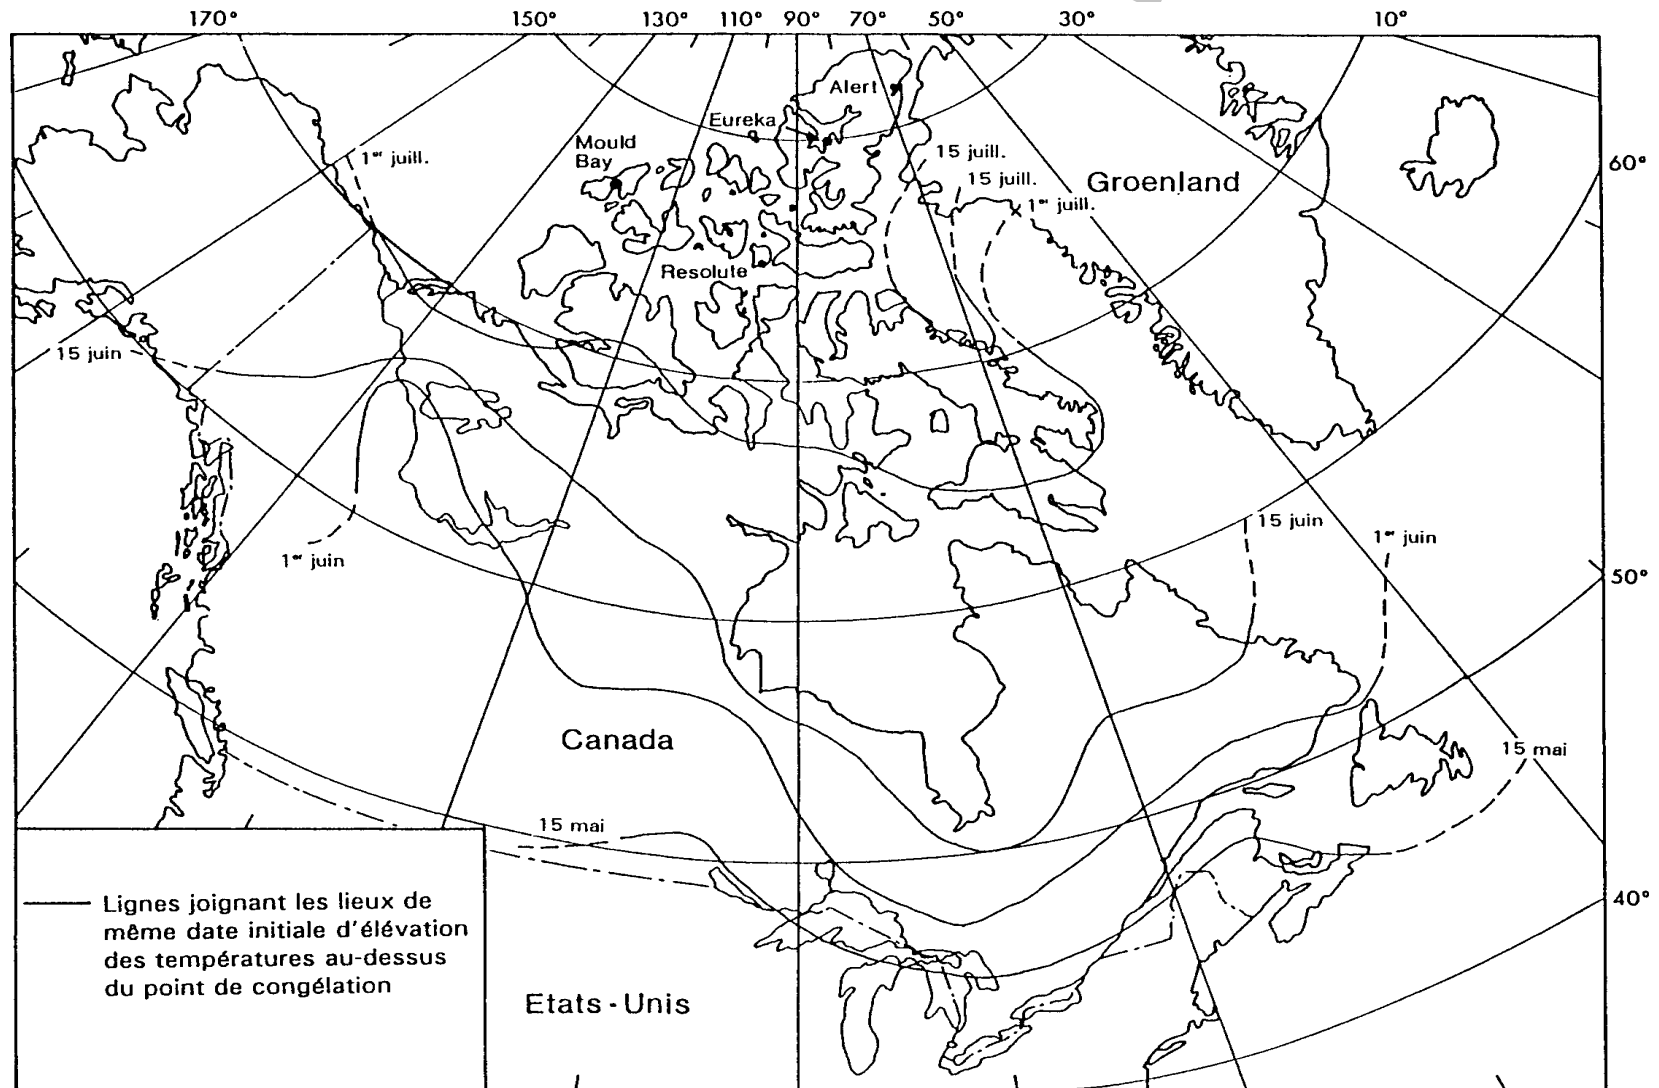 170° 150° 130° 110° 90° 70° 50° 30° 10°
Alert
Eureka
Mould
Bay
15 juill.
1er juill.
60°
15 juill.
Groenland
1er juill.
Resolute
15 juin
15 juin
1er juin
1er juin
50°
Canada
15 mai
15 mai
40°
Lignes joignant les lieux de
même date initiale d'élévation
des températures au-dessus
du point de congélation
Etats-Unis